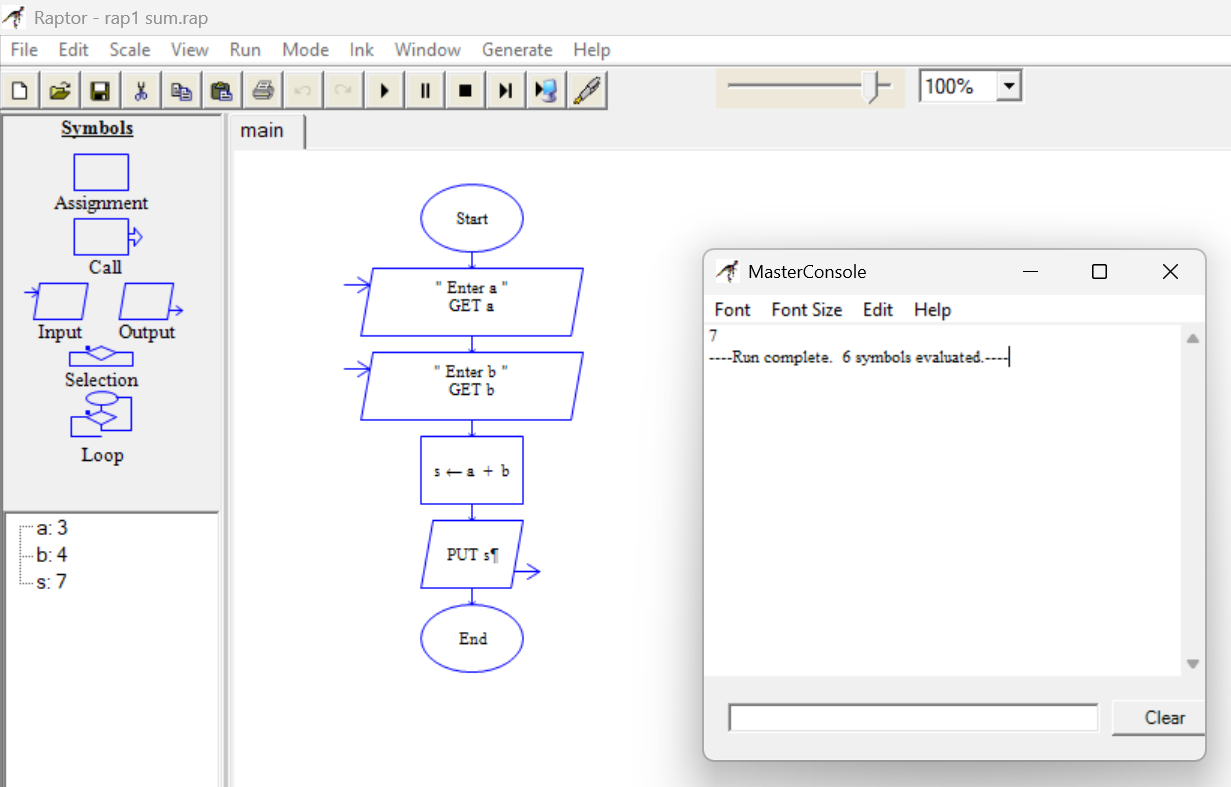 Raptor - rap1 sum.rap
File Edit Scale View Run Mode Ink Window Generate Help
100%
Symbols
Assignment
Call
Input Output
Selection
Loop
a: 3
b: 4
s: 7
main
Start
" Enter a "
GET a
" Enter b "
GET b
s ← a + b
PUT s¶
End
MasterConsole
Font Font Size Edit Help
7
----Run complete. 6 symbols evaluated.----
Clear